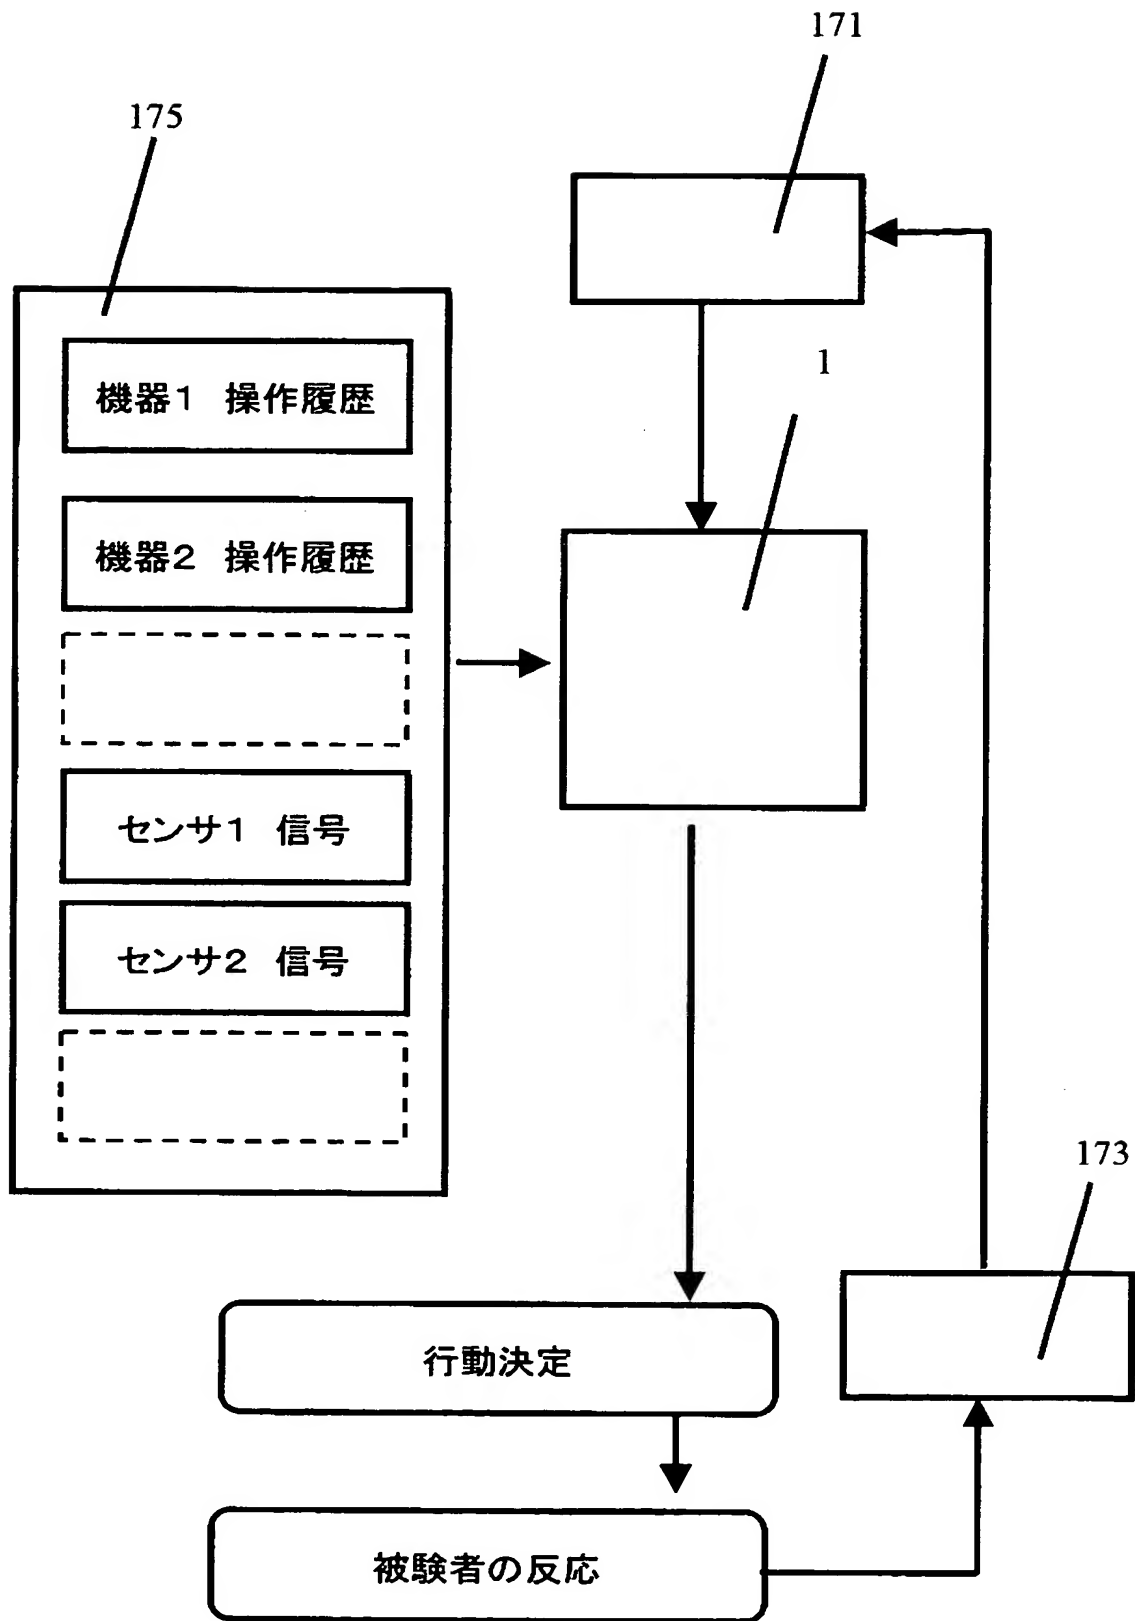 171
175
1
機器1 操作履歴
機器2 操作履歴
センサ1 信号
センサ2 信号
173
行動決定
被験者の反応